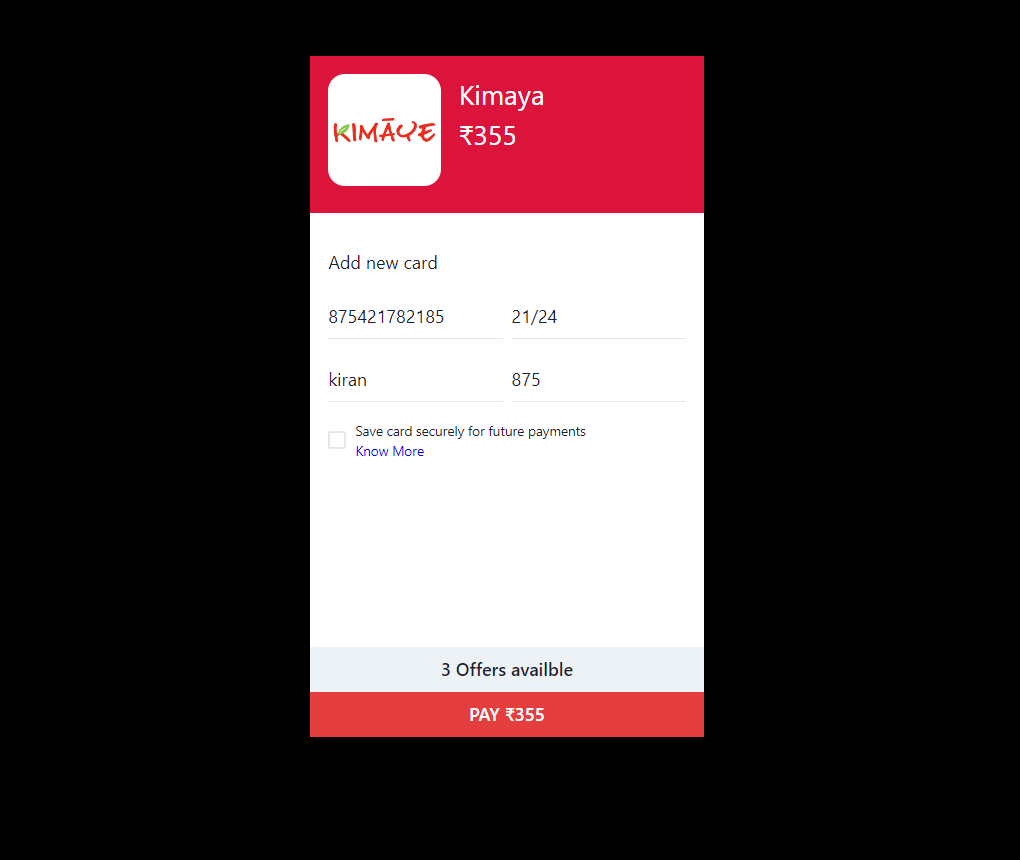 KIMĀYE
Kimaya
₹355
Add new card
875421782185 21/24
kiran 875
Save card securely for future payments
Know More
3 Offers availble
PAY ₹355